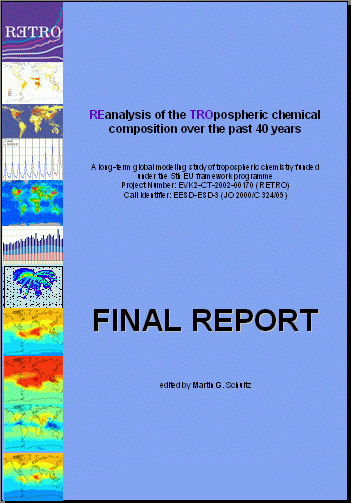 RETRO
REanalysis of the TROpospheric chemical
composition over the past 40 years
A long-term global modelling study of tropospheric chemistry funded
under the 5th EU framework programme
Project Number: EVK2-CT-2002-00170 (RETRO)
Call Identifier: EESD-ESD-3 (JO 2000/C 324/09)
FINAL REPORT
edited by Martin G. Schultz